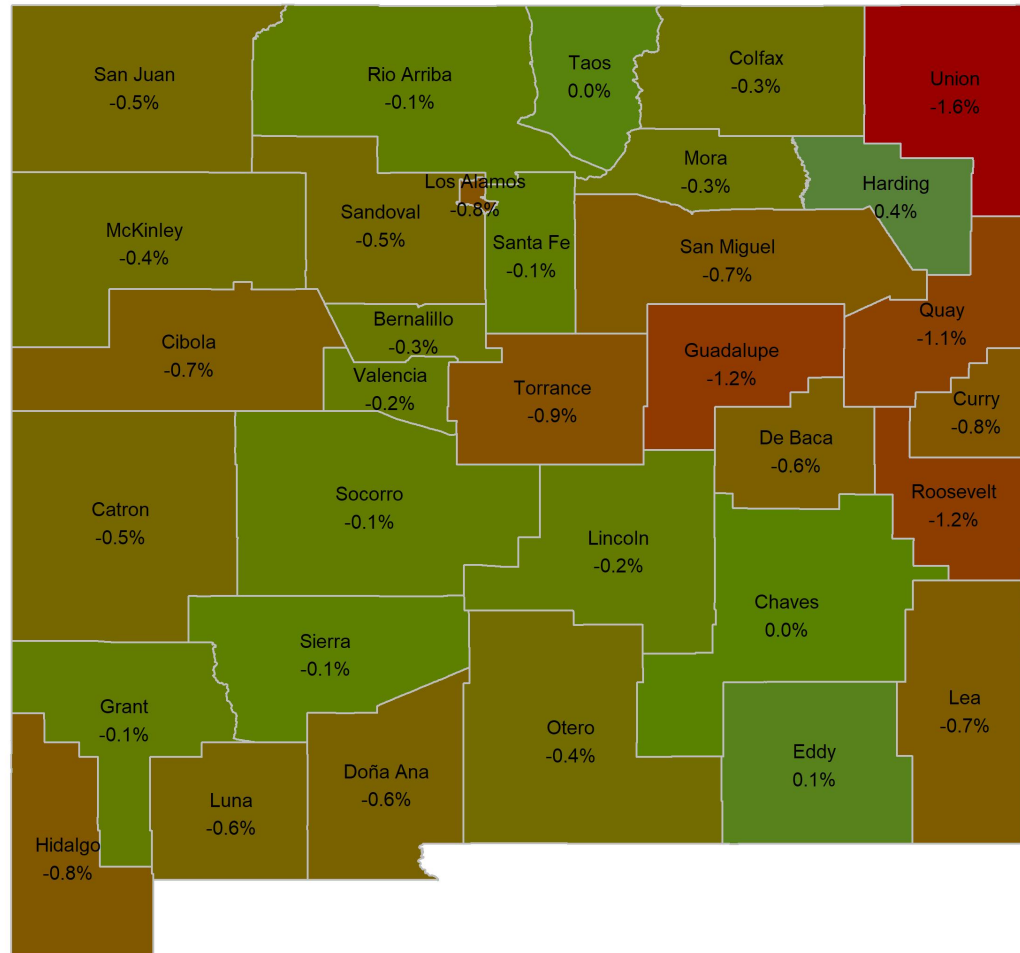 San Juan
-0.5%
Rio Arriba
-0.1%
Taos
0.0%
Colfax
-0.3%
Union
-1.6%
Los Alamos
-0.8%
Mora
-0.3%
Harding
0.4%
McKinley
-0.4%
Sandoval
-0.5%
Santa Fe
-0.1%
San Miguel
-0.7%
Quay
-1.1%
Cibola
-0.7%
Bernalillo
-0.3%
Valencia
-0.2%
Torrance
-0.9%
Guadalupe
-1.2%
Curry
-0.8%
De Baca
-0.6%
Roosevelt
-1.2%
Catron
-0.5%
Socorro
-0.1%
Lincoln
-0.2%
Chaves
0.0%
Sierra
-0.1%
Grant
-0.1%
Otero
-0.4%
Lea
-0.7%
Eddy
0.1%
Doña Ana
-0.6%
Luna
-0.6%
Hidalgo
-0.8%